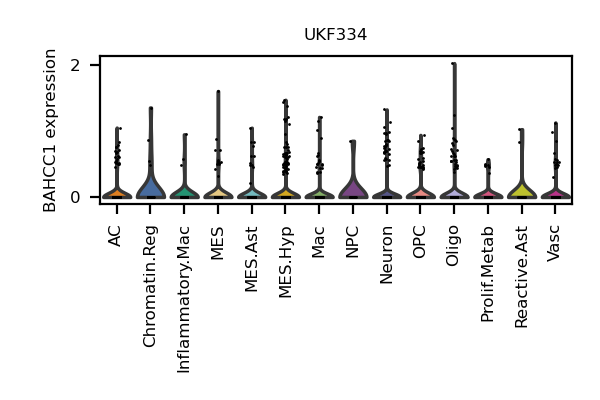 UKF334
BAHCC1 expression
2
0
AC
Chromatin.Reg
Inflammatory.Mac
MES
MES.Ast
MES.Hyp
Mac
NPC
Neuron
OPC
Oligo
Prolif.Metab
Reactive.Ast
Vasc